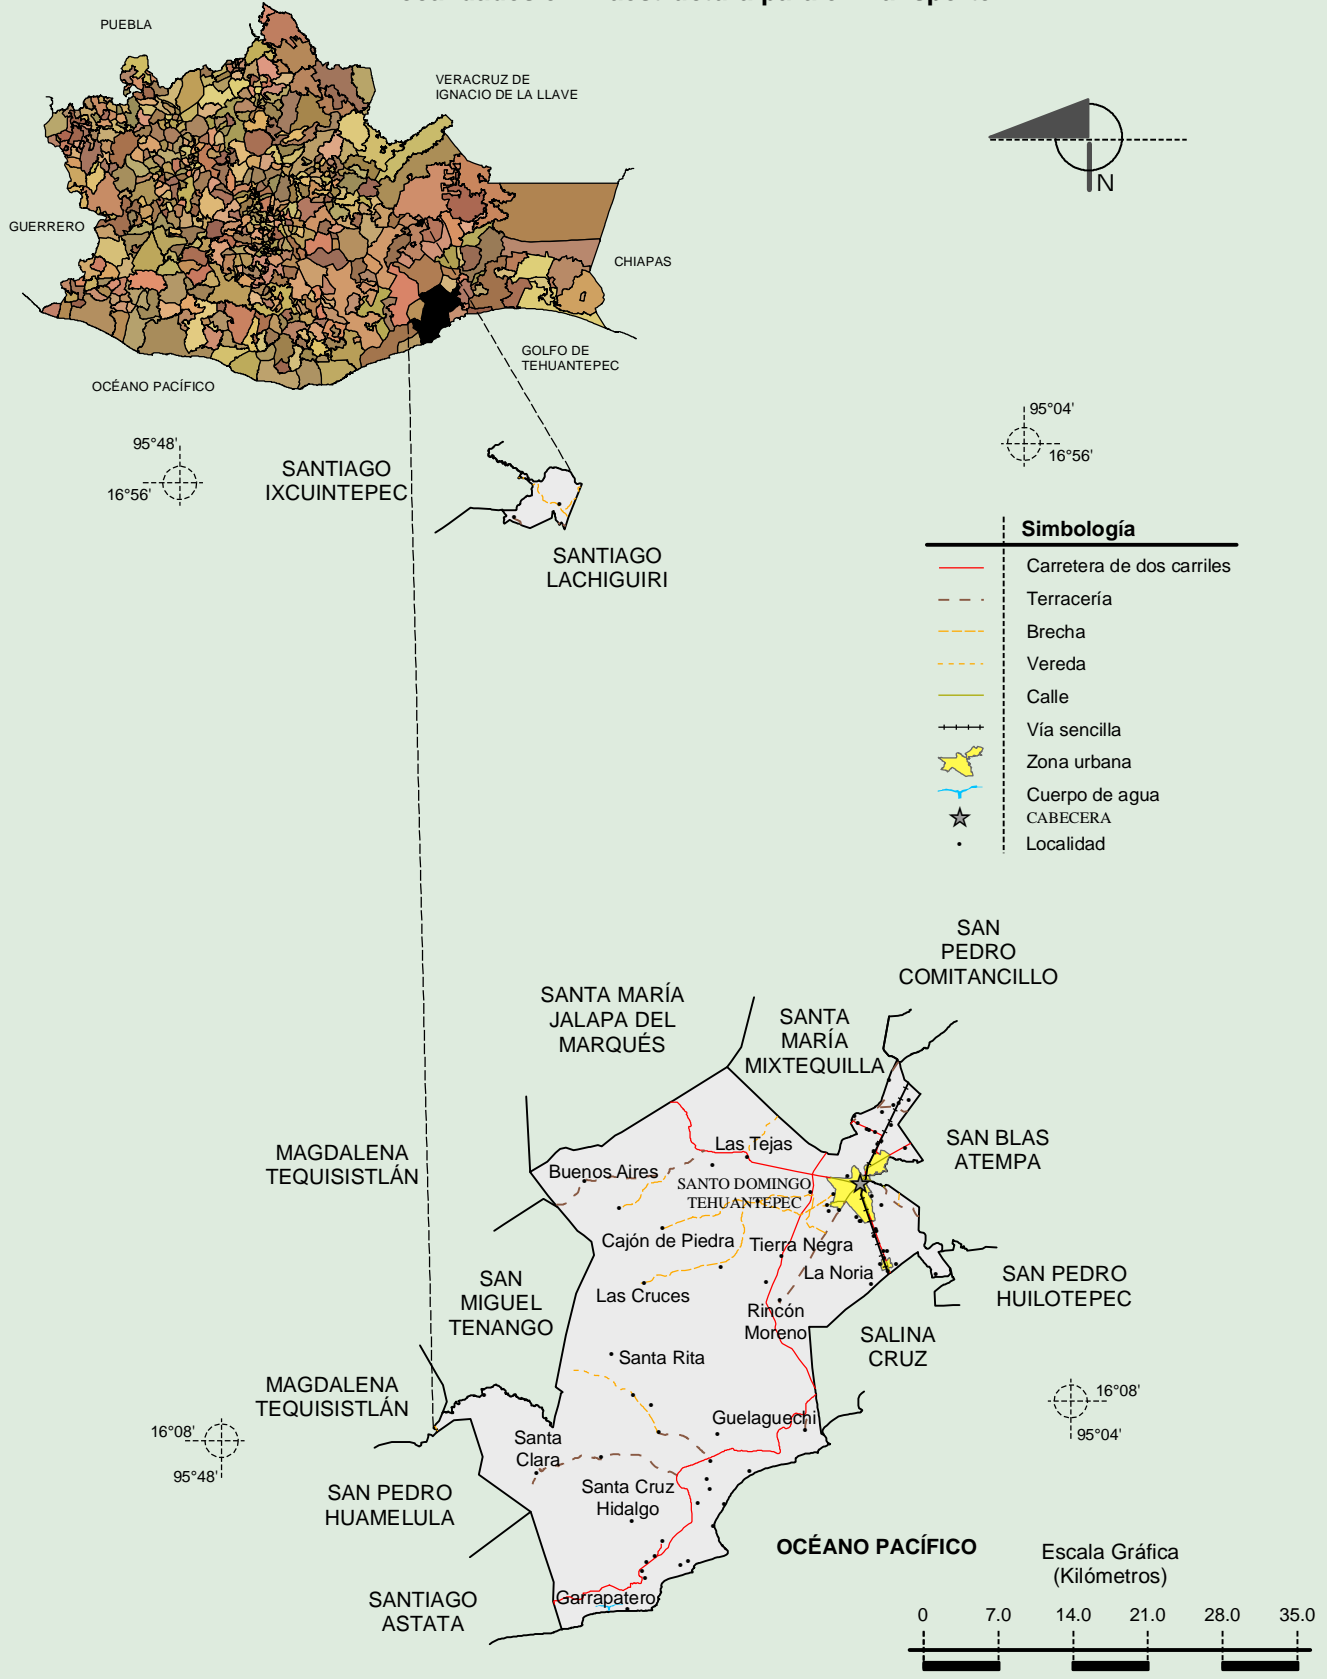 PUEBLA
VERACRUZ DE
IGNACIO DE LA LLAVE
N
GUERRERO
CHIAPAS
GOLFO DE
TEHUANTEPEC
OCÉANO PACÍFICO
95°48'
16°56'
95°04'
16°56'
SANTIAGO
IXCUINTEPEC
SANTIAGO
LACHIGUIRI
Simbología
Carretera de dos carriles
Terracería
Brecha
Vereda
Calle
Vía sencilla
Zona urbana
Cuerpo de agua
CABECERA
Localidad
SAN
PEDRO
COMITANCILLO
SANTA MARÍA
JALAPA DEL
MARQUÉS
SANTA
MARÍA
MIXTEQUILLA
MAGDALENA
TEQUISISTLÁN
SAN BLAS
ATEMPA
Las Tejas
Buenos Aires
SANTO DOMINGO
TEHUANTEPEC
Cajón de Piedra
Tierra Negra
La Noria
Las Cruces
Rincón
Moreno
SAN
MIGUEL
TENANGO
SAN PEDRO
HUILOTEPEC
SALINA
CRUZ
Santa Rita
MAGDALENA
TEQUISISTLÁN
16°08'
95°48'
16°08'
95°04'
Guelaguechi
Santa
Clara
Santa Cruz
Hidalgo
SAN PEDRO
HUAMELULA
OCÉANO PACÍFICO
SANTIAGO
ASTATA
Garrapatero
Escala Gráfica
(Kilómetros)
0 7.0 14.0 21.0 28.0 35.0